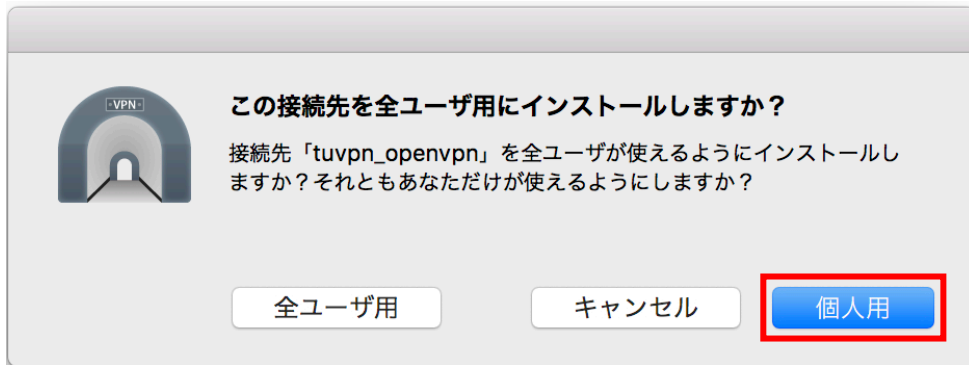 ·VPN·
この接続先を全ユーザ用にインストールしますか？
接続先「tuvpn_openvpn」を全ユーザが使えるようにインストールし
ますか？それともあなただけが使えるようにしますか？
全ユーザ用
キャンセル
個人用